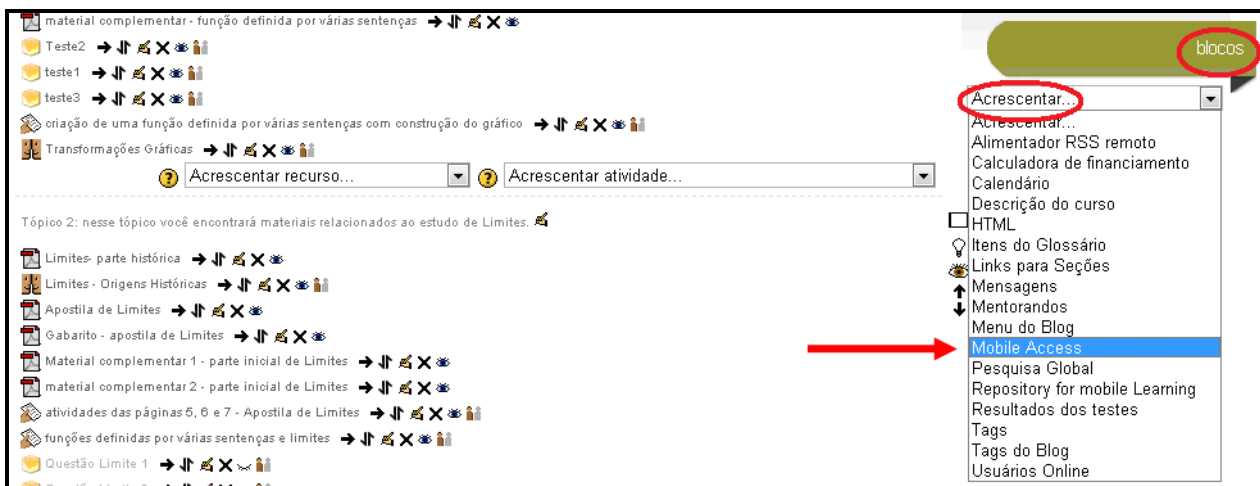 material complementar - função definida por várias sentenças
Teste2
teste1
teste3
criação de uma função definida por várias sentenças com construção do gráfico
Transformações Gráficas
Acrescentar recurso...
Acrescentar atividade...
Tópico 2: nesse tópico você encontrará materiais relacionados ao estudo de Limites.
Limites- parte histórica
Limites - Origens Históricas
Apostila de Limites
Gabarito - apostila de Limites
Material complementar 1 - parte inicial de Limites
material complementar 2 - parte inicial de Limites
atividades das páginas 5, 6 e 7 - Apostila de Limites
funções definidas por várias sentenças e limites
Questão Limite 1
blocos
Acrescentar...
Acrescentar...
Alimentador RSS remoto
Calculadora de financiamento
Calendário
Descrição do curso
HTML
Itens do Glossário
Links para Seções
Mensagens
Mentorandos
Menu do Blog
Mobile Access
Pesquisa Global
Repository for mobile Learning
Resultados dos testes
Tags
Tags do Blog
Usuários Online